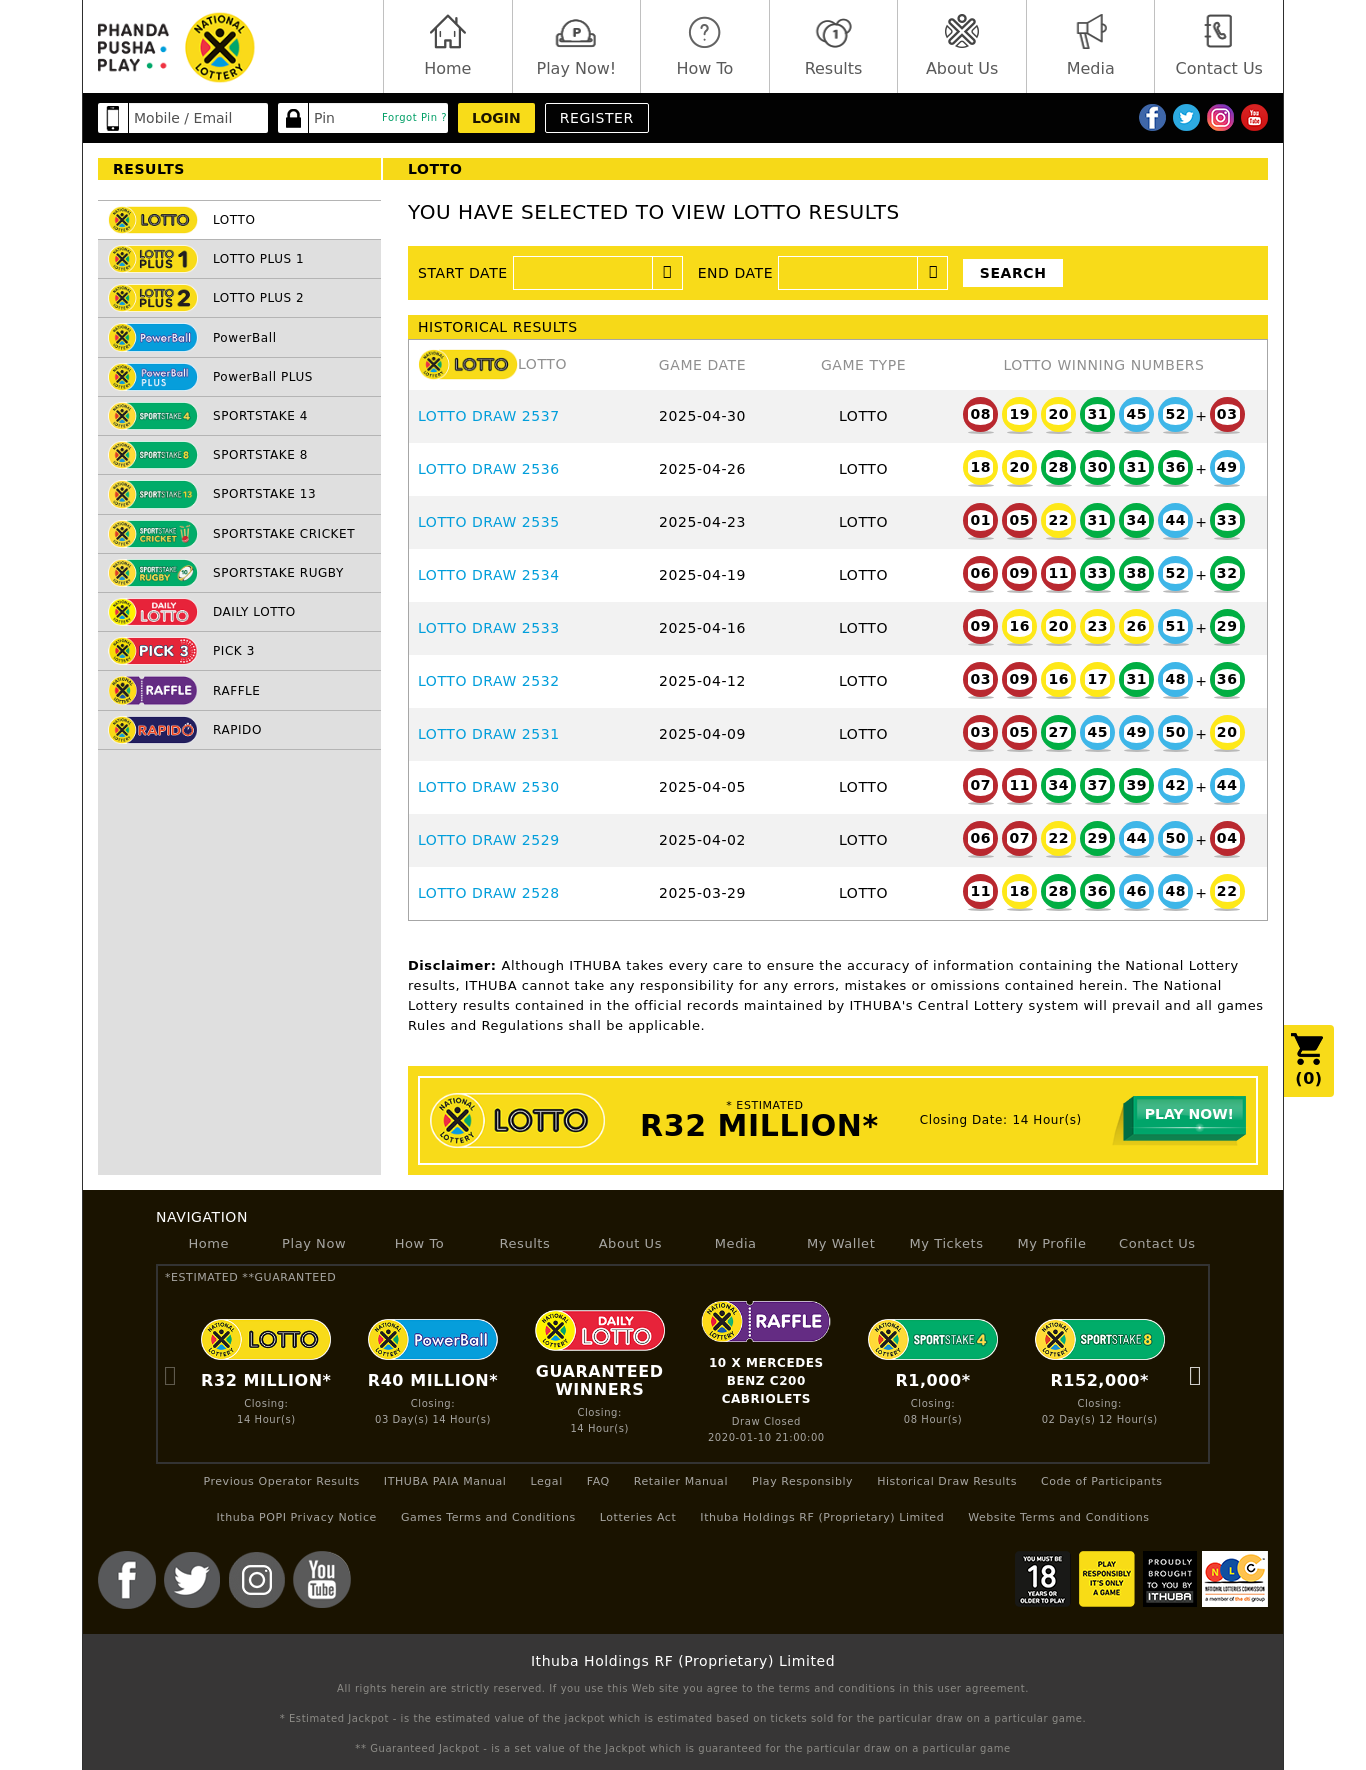 PHANDA
PUSHA
PLAY
NATIONAL
LOTTERY
Home
Play Now!
How To
Results
About Us
Media
Contact Us
Mobile / Email
Pin
Forgot Pin ?
LOGIN
REGISTER
RESULTS
LOTTO
LOTTO
LOTTO PLUS 1
LOTTO PLUS 2
PowerBall
PowerBall PLUS
SPORTSTAKE 4
SPORTSTAKE 8
SPORTSTAKE 13
SPORTSTAKE CRICKET
SPORTSTAKE RUGBY
DAILY LOTTO
PICK 3
RAFFLE
RAPIDO
YOU HAVE SELECTED TO VIEW LOTTO RESULTS
START DATE
END DATE
SEARCH
HISTORICAL RESULTS
LOTTO LOTTO GAME DATE GAME TYPE LOTTO WINNING NUMBERS
LOTTO DRAW 2537 2025-04-30 LOTTO 08 19 20 31 45 52 + 03
LOTTO DRAW 2536 2025-04-26 LOTTO 18 20 28 30 31 36 + 49
LOTTO DRAW 2535 2025-04-23 LOTTO 01 05 22 31 34 44 + 33
LOTTO DRAW 2534 2025-04-19 LOTTO 06 09 11 33 38 52 + 32
LOTTO DRAW 2533 2025-04-16 LOTTO 09 16 20 23 26 51 + 29
LOTTO DRAW 2532 2025-04-12 LOTTO 03 09 16 17 31 48 + 36
LOTTO DRAW 2531 2025-04-09 LOTTO 03 05 27 45 49 50 + 20
LOTTO DRAW 2530 2025-04-05 LOTTO 07 11 34 37 39 42 + 44
LOTTO DRAW 2529 2025-04-02 LOTTO 06 07 22 29 44 50 + 04
LOTTO DRAW 2528 2025-03-29 LOTTO 11 18 28 36 46 48 + 22
Disclaimer: Although ITHUBA takes every care to ensure the accuracy of information containing the National Lottery
results, ITHUBA cannot take any responsibility for any errors, mistakes or omissions contained herein. The National
Lottery results contained in the official records maintained by ITHUBA's Central Lottery system will prevail and all games
Rules and Regulations shall be applicable.
(0)
NATIONAL LOTTERY LOTTO
* ESTIMATED
R32 MILLION*
Closing Date: 14 Hour(s)
PLAY NOW!
NAVIGATION
Home Play Now How To Results About Us Media My Wallet My Tickets My Profile Contact Us
*ESTIMATED **GUARANTEED
LOTTO
R32 MILLION*
Closing:
14 Hour(s)
PowerBall
R40 MILLION*
Closing:
03 Day(s) 14 Hour(s)
DAILY
LOTTO
GUARANTEED
WINNERS
Closing:
14 Hour(s)
RAFFLE
10 X MERCEDES
BENZ C200
CABRIOLETS
Draw Closed
2020-01-10 21:00:00
SPORTSTAKE 4
R1,000*
Closing:
08 Hour(s)
SPORTSTAKE 8
R152,000*
Closing:
02 Day(s) 12 Hour(s)
Previous Operator Results ITHUBA PAIA Manual Legal FAQ Retailer Manual Play Responsibly Historical Draw Results Code of Participants
Ithuba POPI Privacy Notice Games Terms and Conditions Lotteries Act Ithuba Holdings RF (Proprietary) Limited Website Terms and Conditions
You
Tube
YOU MUST BE
18
YEARS OR
OLDER TO PLAY
PLAY
RESPONSIBLY
IT'S ONLY
A GAME
PROUDLY
BROUGHT
TO YOU BY
ITHUBA
NLC
NATIONAL LOTTERIES COMMISSION
a member of the dti group
Ithuba Holdings RF (Proprietary) Limited
All rights herein are strictly reserved. If you use this Web site you agree to the terms and conditions in this user agreement.
* Estimated Jackpot - is the estimated value of the jackpot which is estimated based on tickets sold for the particular draw on a particular game.
** Guaranteed Jackpot - is a set value of the Jackpot which is guaranteed for the particular draw on a particular game